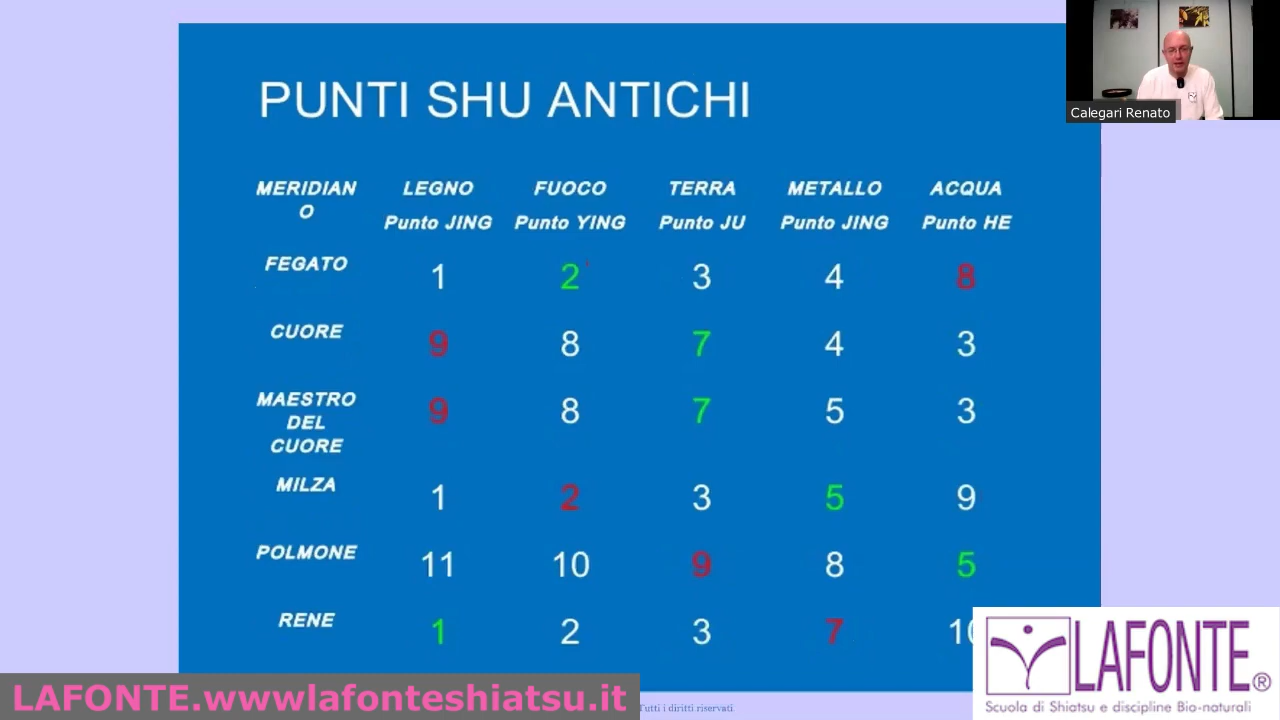 PUNTI SHU ANTICHI
MERIDIAN
O
LEGNO
FUOCO
TERRA
METALLO
ACQUA
Punto JING
Punto YING
Punto JU
Punto JING
Punto HE
FEGATO
1 2 3 4 8
CUORE
9 8 7 4 3
MAESTRO
DEL
CUORE
9 8 7 5 3
MILZA
1 2 3 5 9
POLMONE
11 10 9 8 5
RENE
1 2 3 7 10
Calegari Renato
LAFONTE.wwwlafonteshiatsu.it
Tutti i diritti riservati
LAFONTE®
Scuola di Shiatsu e discipline Bio-naturali